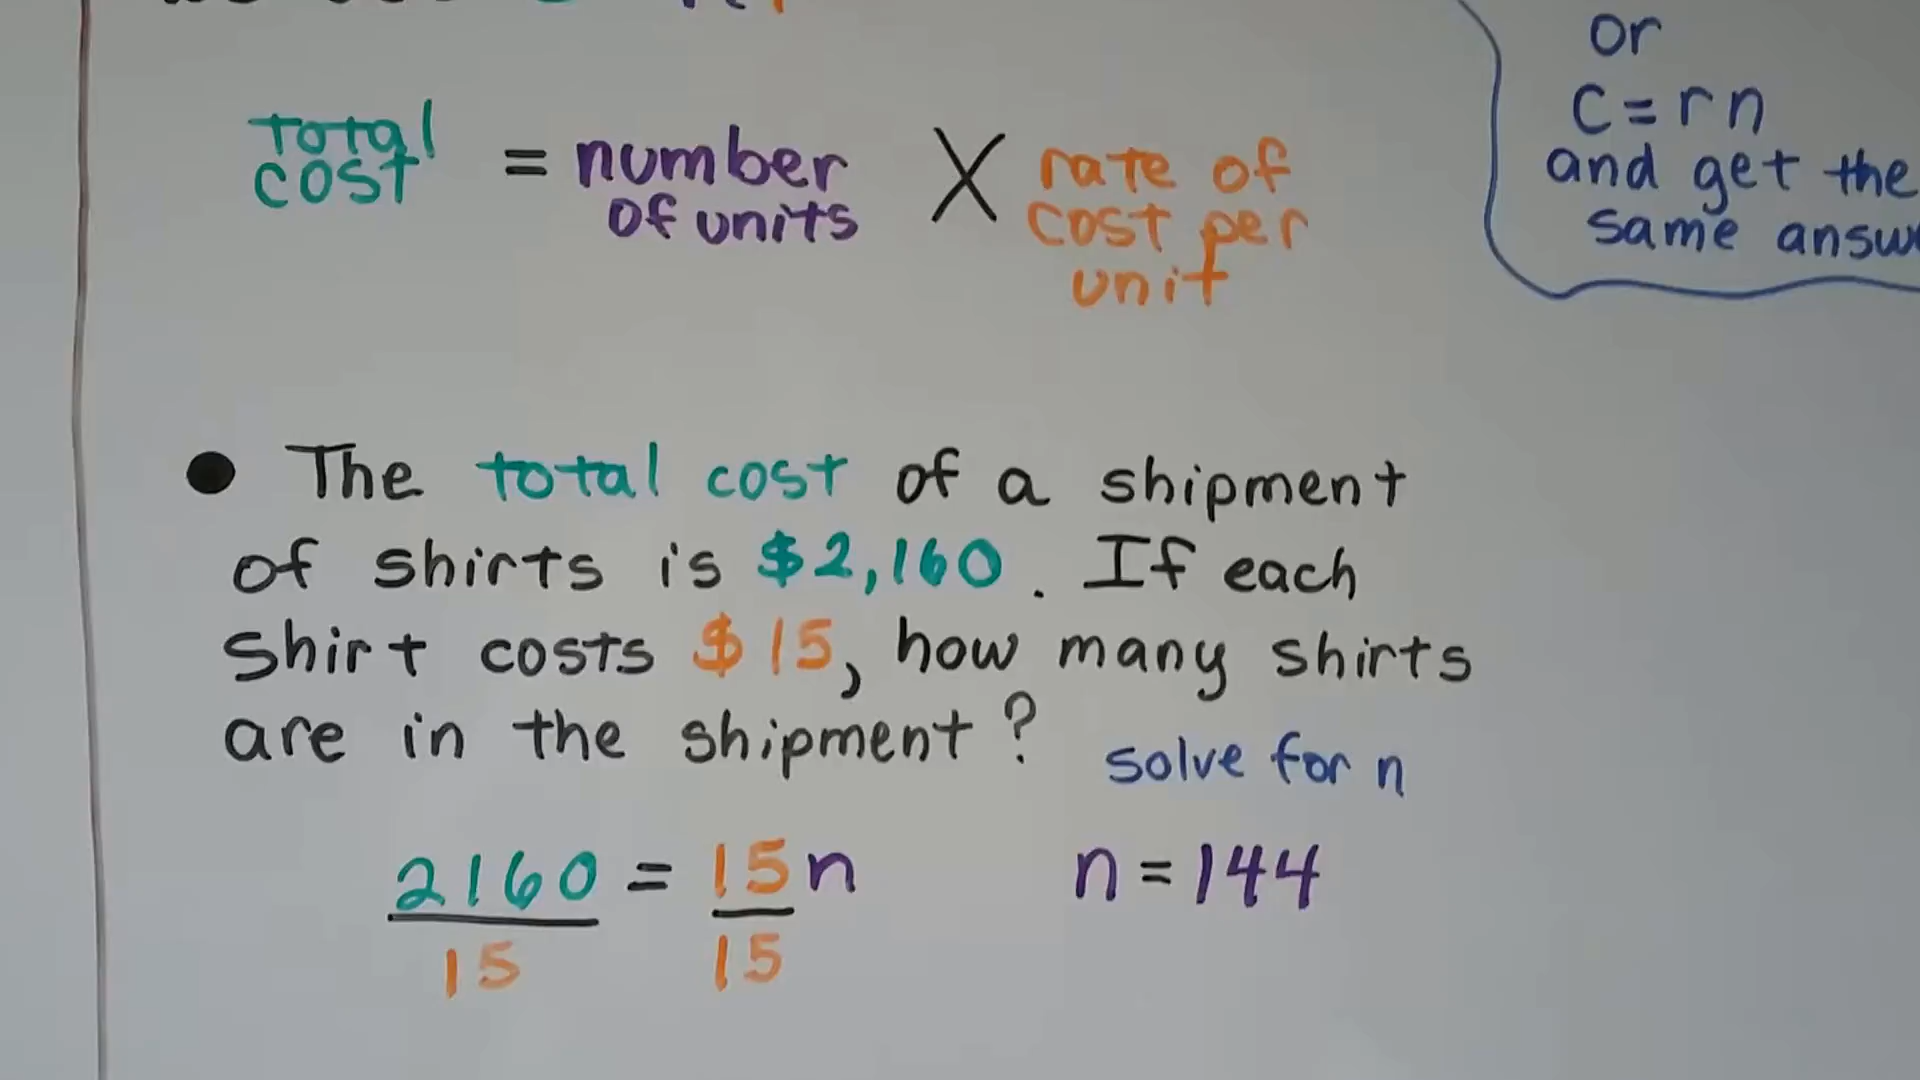 total cost = number of units X rate of cost per unit
or
C=rn
and get the
same
• The total cost of a shipment
of shirts is $2,160. If each
shirt costs $15, how many shirts
are in the shipment?
solve for n
2160 = 15n
15 15
n=144